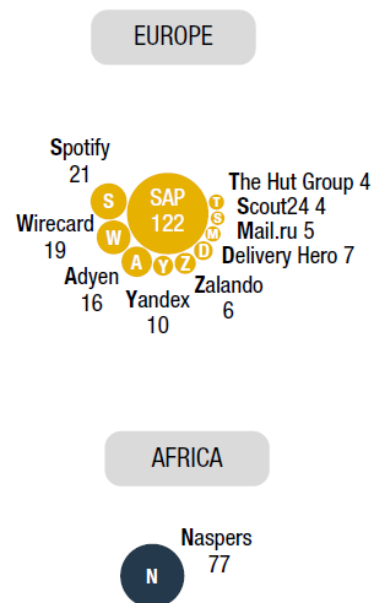 EUROPE
Spotify
21
S
SAP
122
T
The Hut Group 4
S
Scout24 4
M
Mail.ru 5
D
Delivery Hero 7
Wirecard
19
W
Adyen
16
A
Yandex
10
Y
Zalando
6
Z
AFRICA
Naspers
77
N